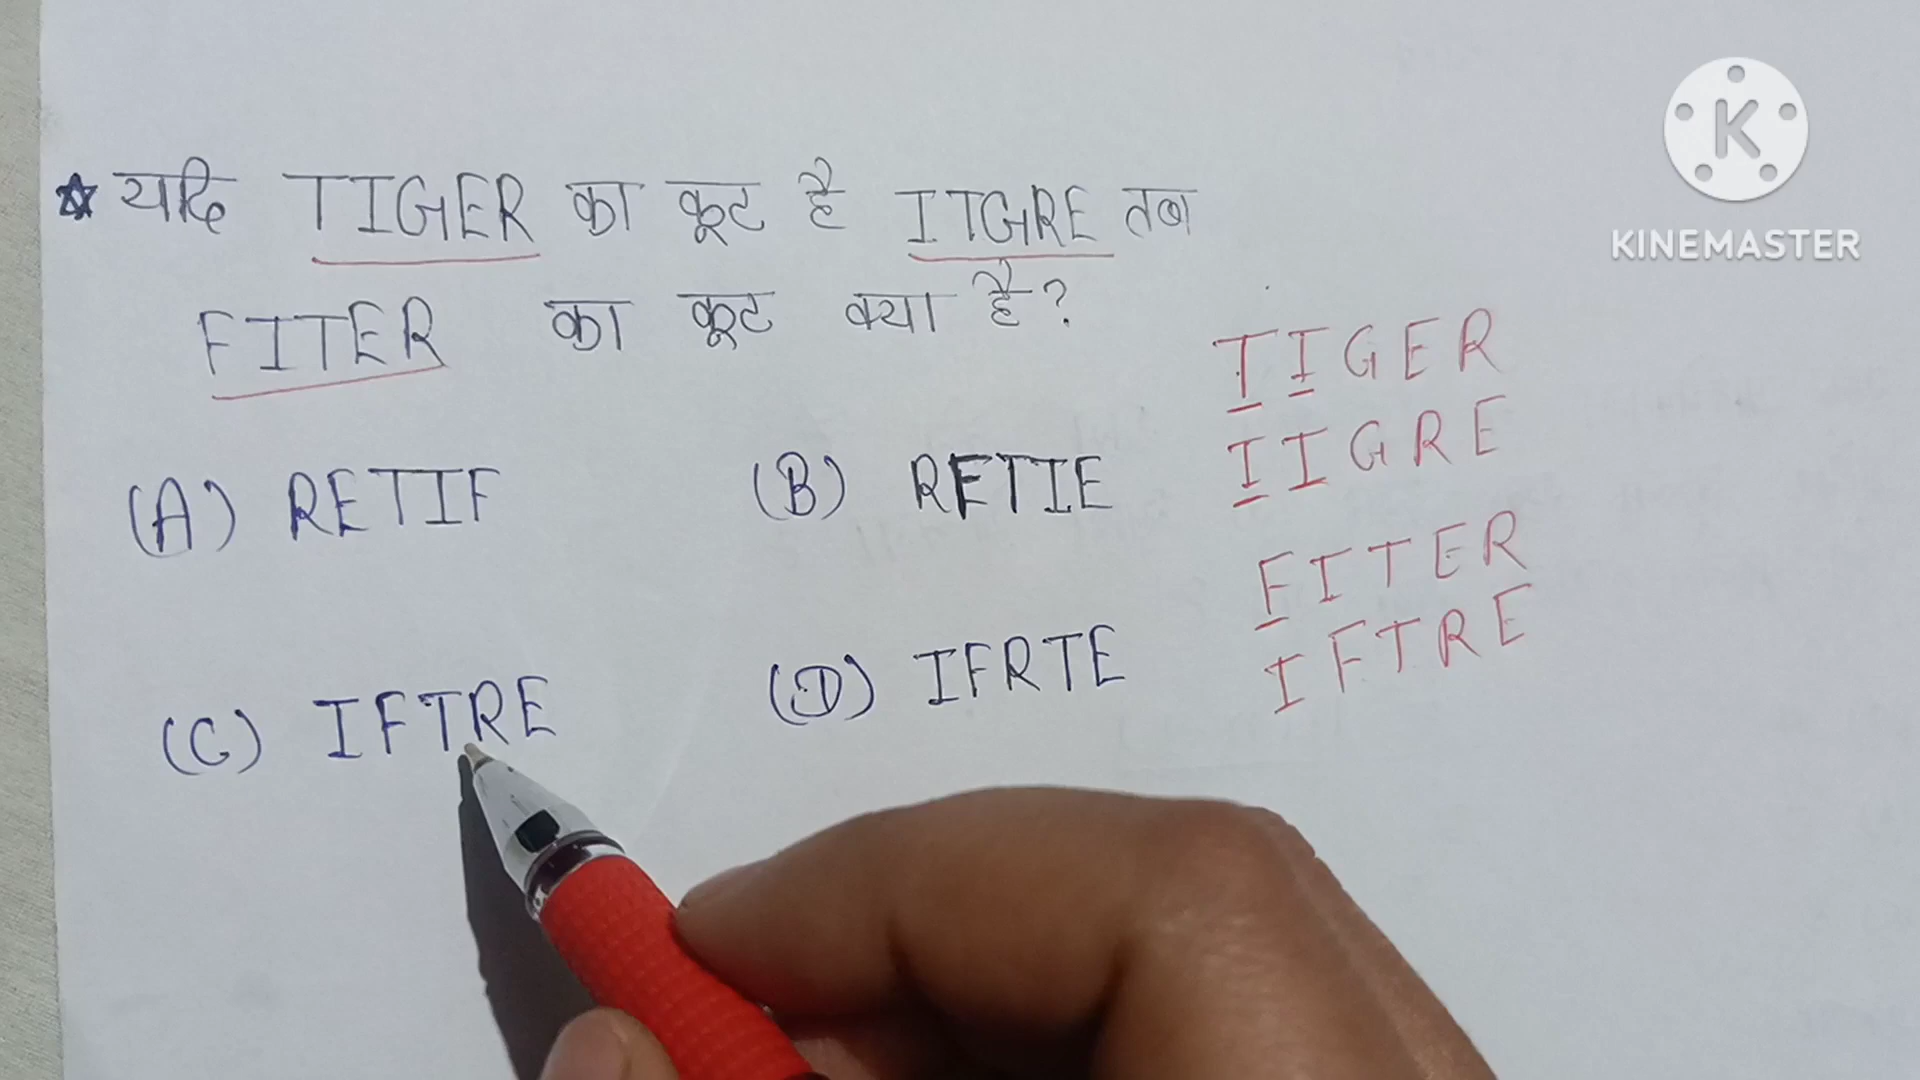 यदि TIGER का कूट है ITGRE तब
FITER का कूट क्या है?
(A) RETIF
(B) RETIE
(C) IFTRE
(D) IFRTE
TIGER
IIGRE
FITER
IFTRE
K
KINEMASTER